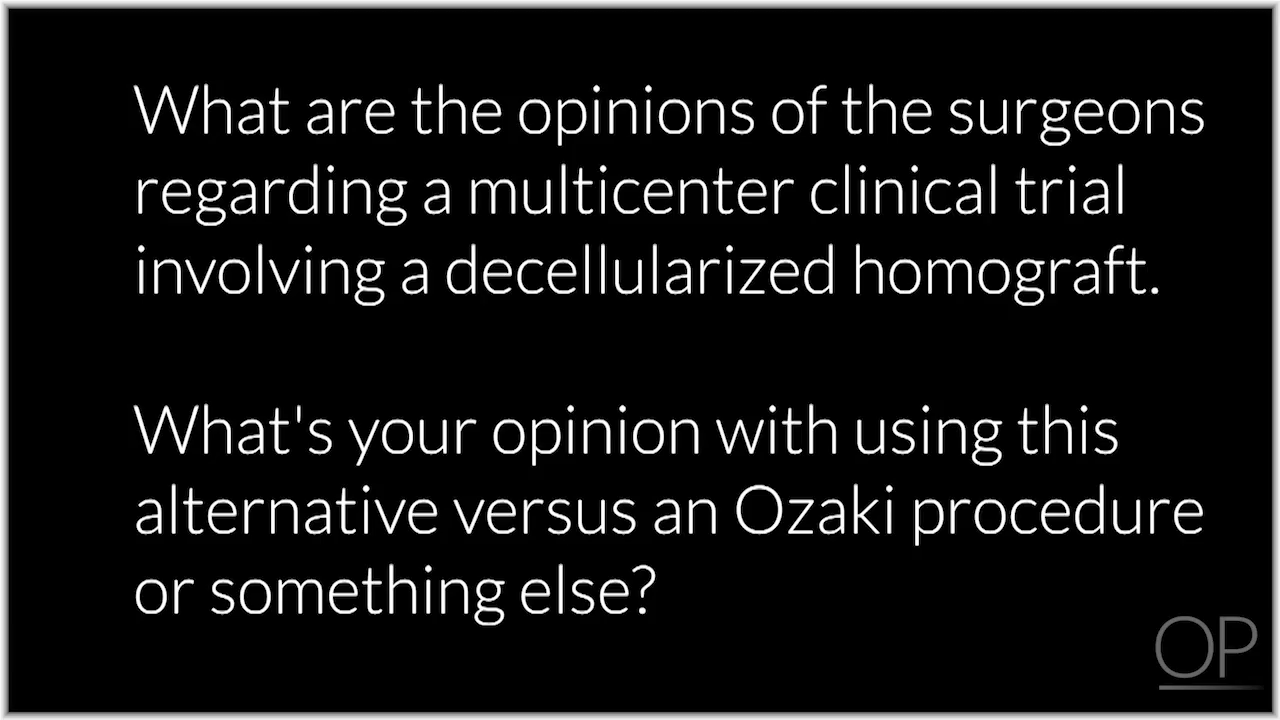 What are the opinions of the surgeons
regarding a multicenter clinical trial
involving a decellularized homograft.
What's your opinion with using this
alternative versus an Ozaki procedure
or something else?
OP